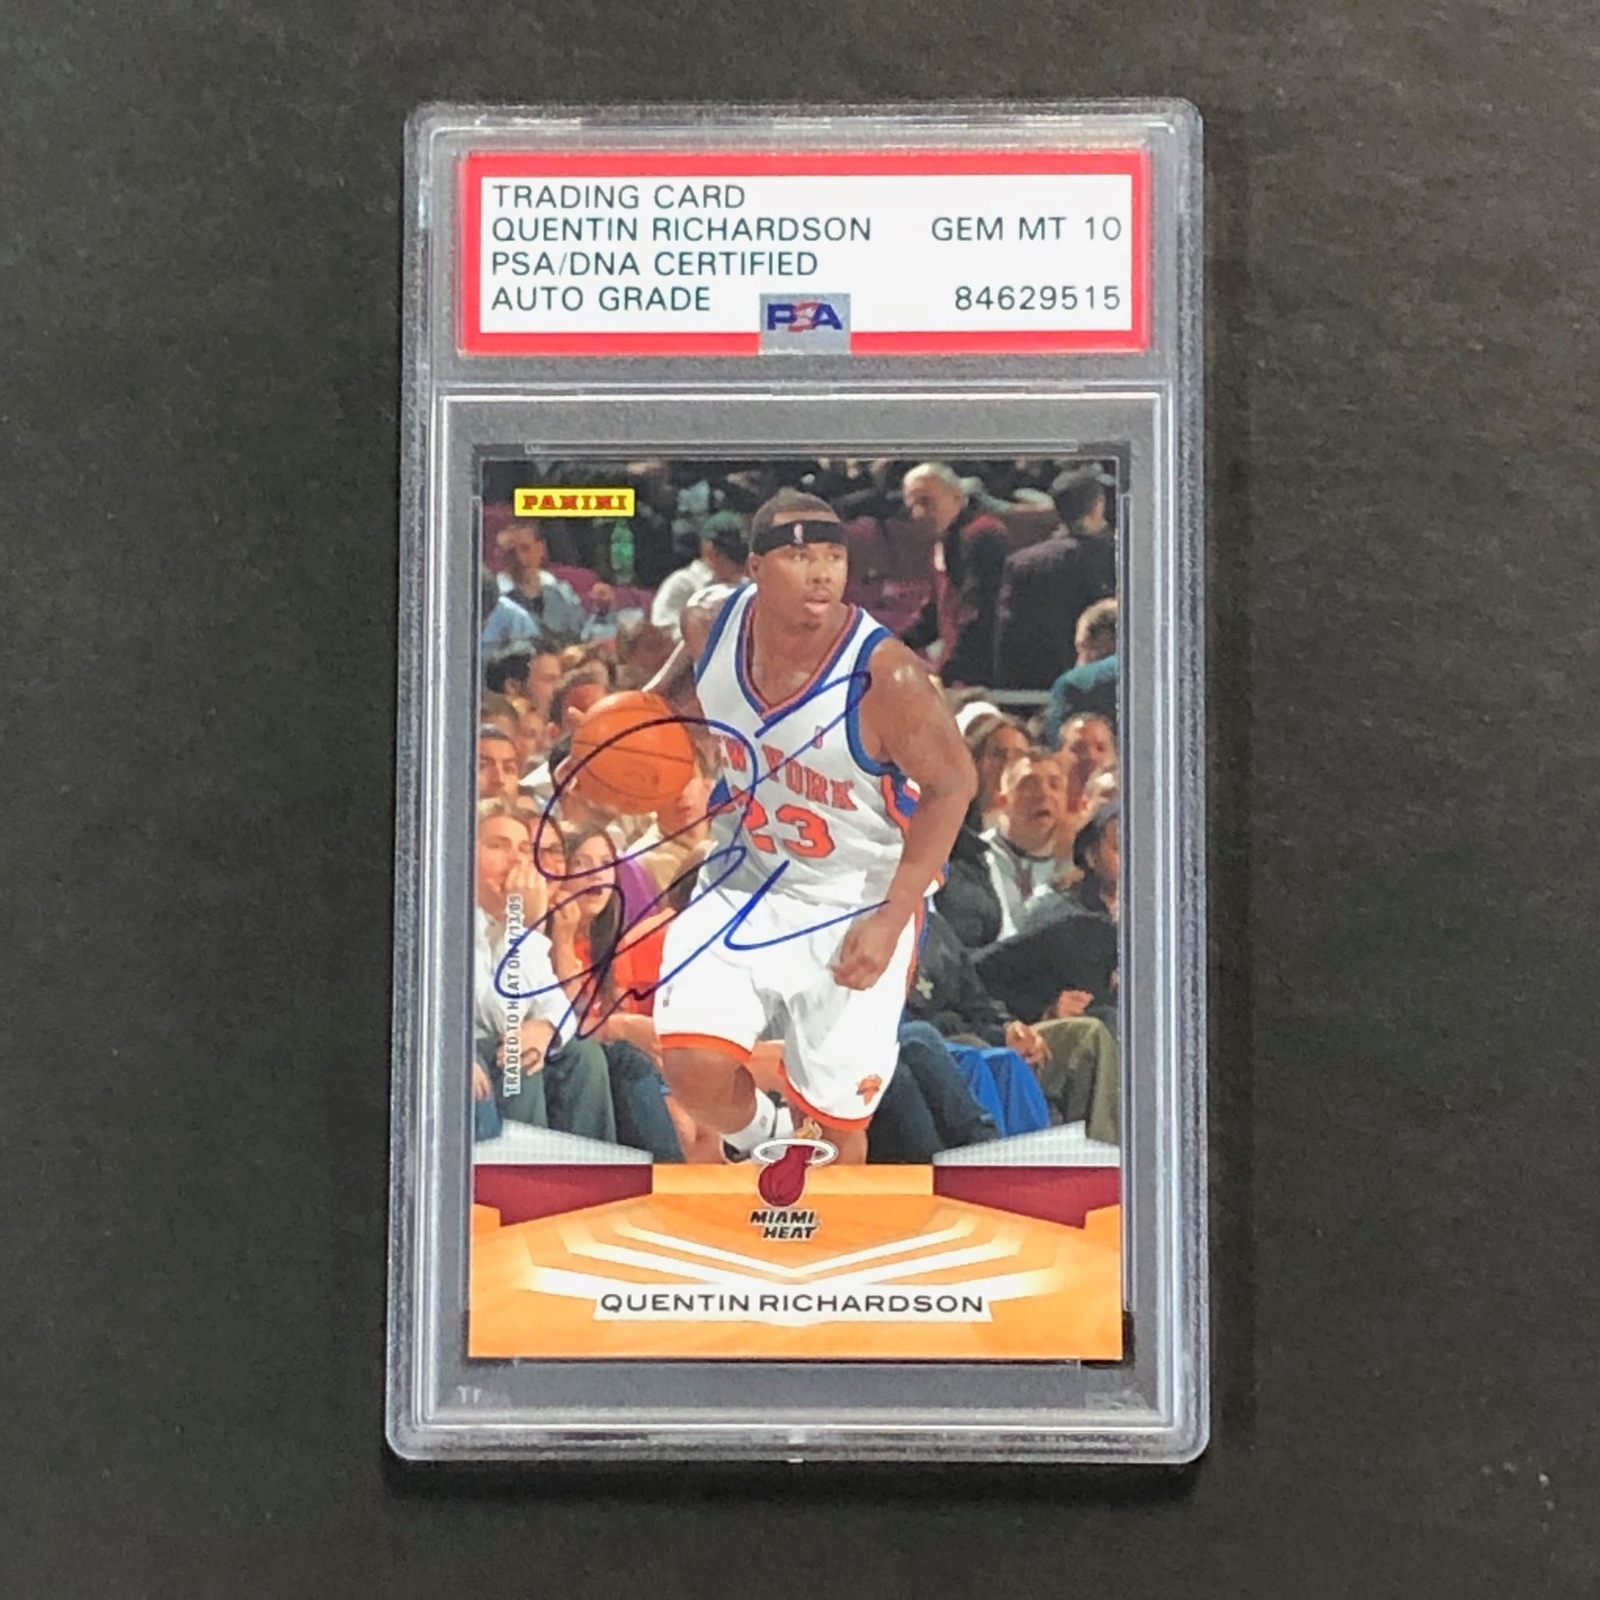 TRADING CARD
QUENTIN RICHARDSON GEM MT 10
PSA/DNA CERTIFIED
AUTO GRADE 84629515
PSA
PANINI
NEW YORK
23
MIAMI
HEAT
QUENTIN RICHARDSON